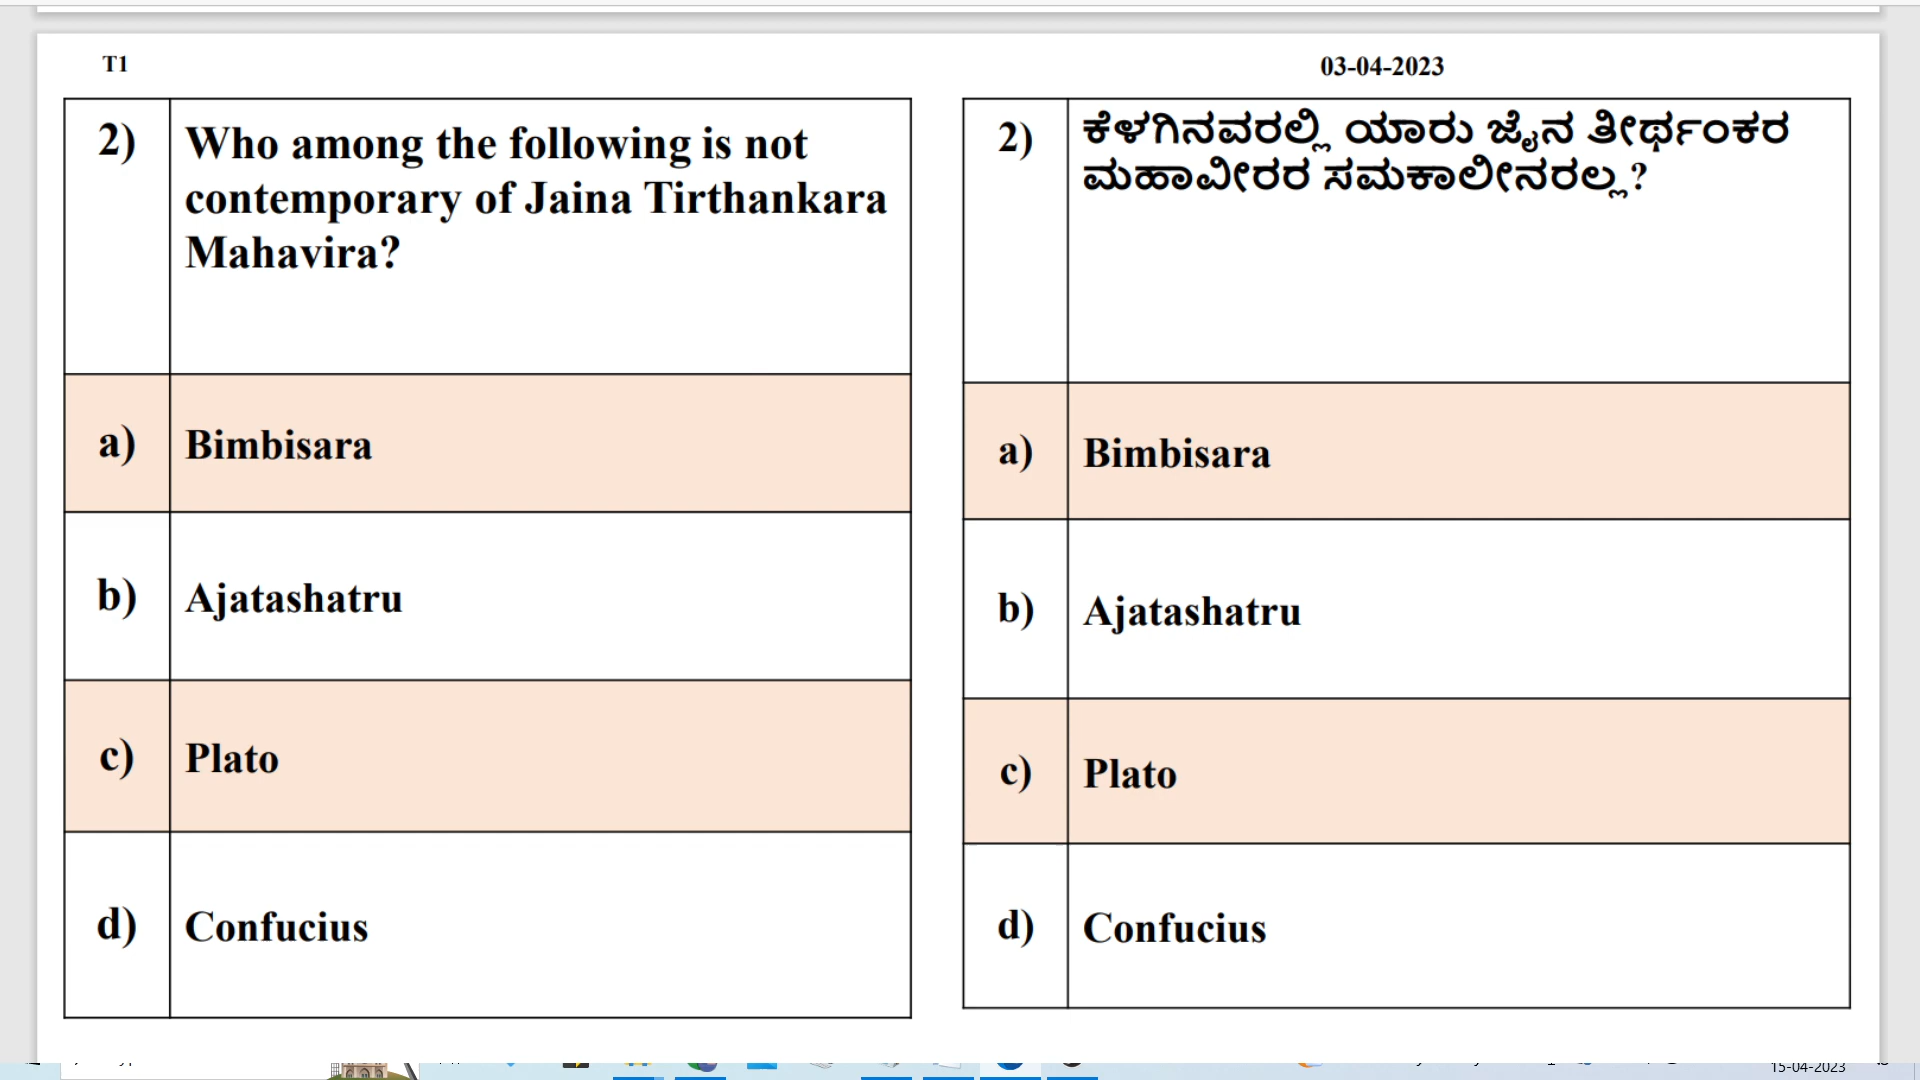 T1
03-04-2023
2)
Who among the following is not
contemporary of Jaina Tirthankara
Mahavira?
a)
Bimbisara
b)
Ajatashatru
c)
Plato
d)
Confucius
2)
ಕೆಳಗಿನವರಲ್ಲಿ ಯಾರು ಜೈನ ತೀರ್ಥಂಕರ
ಮಹಾವೀರರ ಸಮಕಾಲೀನರಲ್ಲ?
a)
Bimbisara
b)
Ajatashatru
c)
Plato
d)
Confucius
15-04-2023